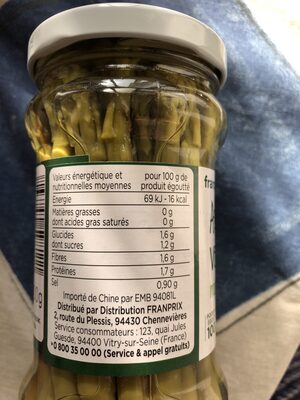 Valeurs énergétique et
nutritionnelles moyennes
pour 100 g de
produit égoutté
Energie 69 kJ - 16 kcal
Matières grasses 0 g
dont acides gras saturés 0 g
Glucides 1,6 g
dont sucres 1,2 g
Fibres 1,6 g
Protéines 1,7 g
Sel 0,90 g
Importé de Chine par EMB 94081L
Distribué par Distribution FRANPRIX
2, route du Plessis, 94430 Chennevières
Service consommateurs : 123, quai Jules
Guesde, 94400 Vitry-sur-Seine (France)
0 800 35 00 00 (Service & appel gratuits)